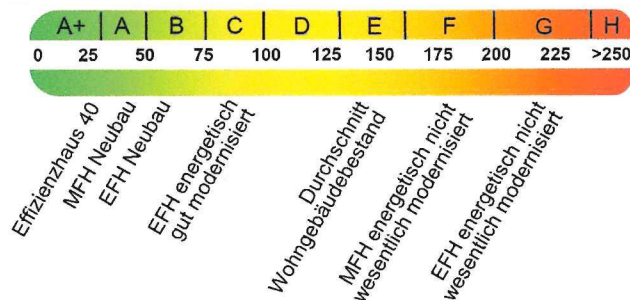 A+ A B C D E F G H
0 25 50 75 100 125 150 175 200 225 >250
Effizienzhaus 40
MFH Neubau
EFH Neubau
EFH energetisch
gut modernisiert
Durchschnitt
Wohngebäudebestand
MFH energetisch nicht
wesentlich modernisiert
EFH energetisch nicht
wesentlich modernisiert